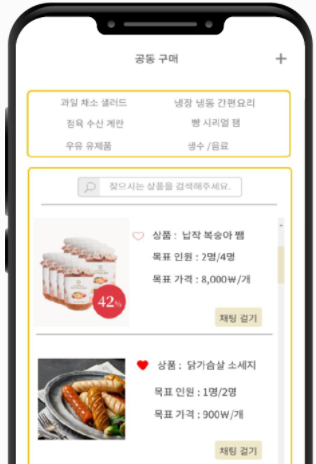 공동 구매 +
과일 채소 샐러드 냉장 냉동 간편요리
정육 수산 계란 빵 시리얼 잼
우유 유제품 생수 /음료
찾으시는 상품을 검색해주세요.
상품 : 납작 복숭아 쨈
목표 인원 : 2명/4명
목표 가격 : 8,000₩/개
42%
채팅 걸기
상품 : 닭가슴살 소세지
목표 인원 : 1명/2명
목표 가격 : 900₩/개
채팅 걸기